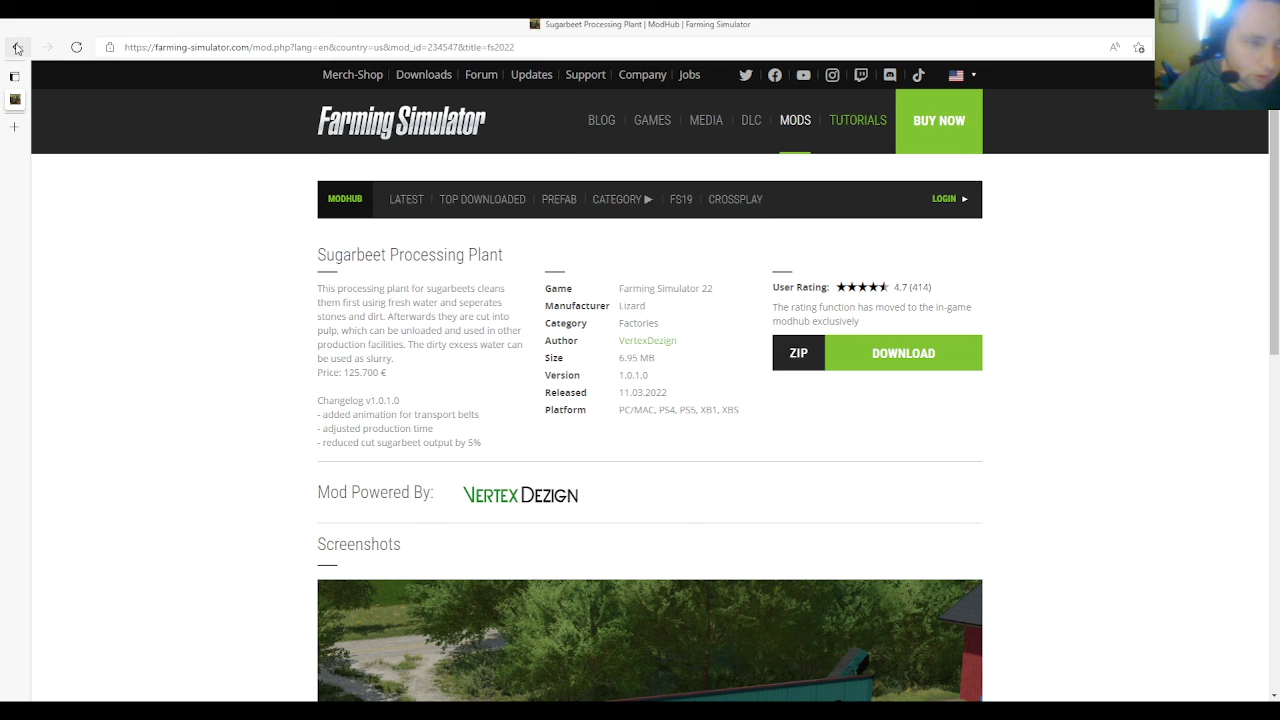 Sugarbeet Processing Plant | ModHub | Farming Simulator
https://farming-simulator.com/mod.php?lang=en&country=us&mod_id=234547&title=fs2022
Merch-Shop Downloads Forum Updates Support Company Jobs
Farming Simulator
BLOG GAMES MEDIA DLC MODS TUTORIALS BUY NOW
MODHUB LATEST TOP DOWNLOADED PREFAB CATEGORY ▶ FS19 CROSSPLAY LOGIN ▶
Sugarbeet Processing Plant
This processing plant for sugarbeets cleans
them first using fresh water and seperates
stones and dirt. Afterwards they are cut into
pulp, which can be unloaded and used in other
production facilities. The dirty excess water can
be used as slurry.
Price: 125.700 €
Changelog v1.0.1.0
- added animation for transport belts
- adjusted production time
- reduced cut sugarbeet output by 5%
Game Farming Simulator 22
Manufacturer Lizard
Category Factories
Author VertexDezign
Size 6.95 MB
Version 1.0.1.0
Released 11.03.2022
Platform PC/MAC, PS4, PS5, XB1, XBS
User Rating: 4.7 (414)
The rating function has moved to the in-game
modhub exclusively
ZIP DOWNLOAD
Mod Powered By: VERTEXDEZIGN
Screenshots